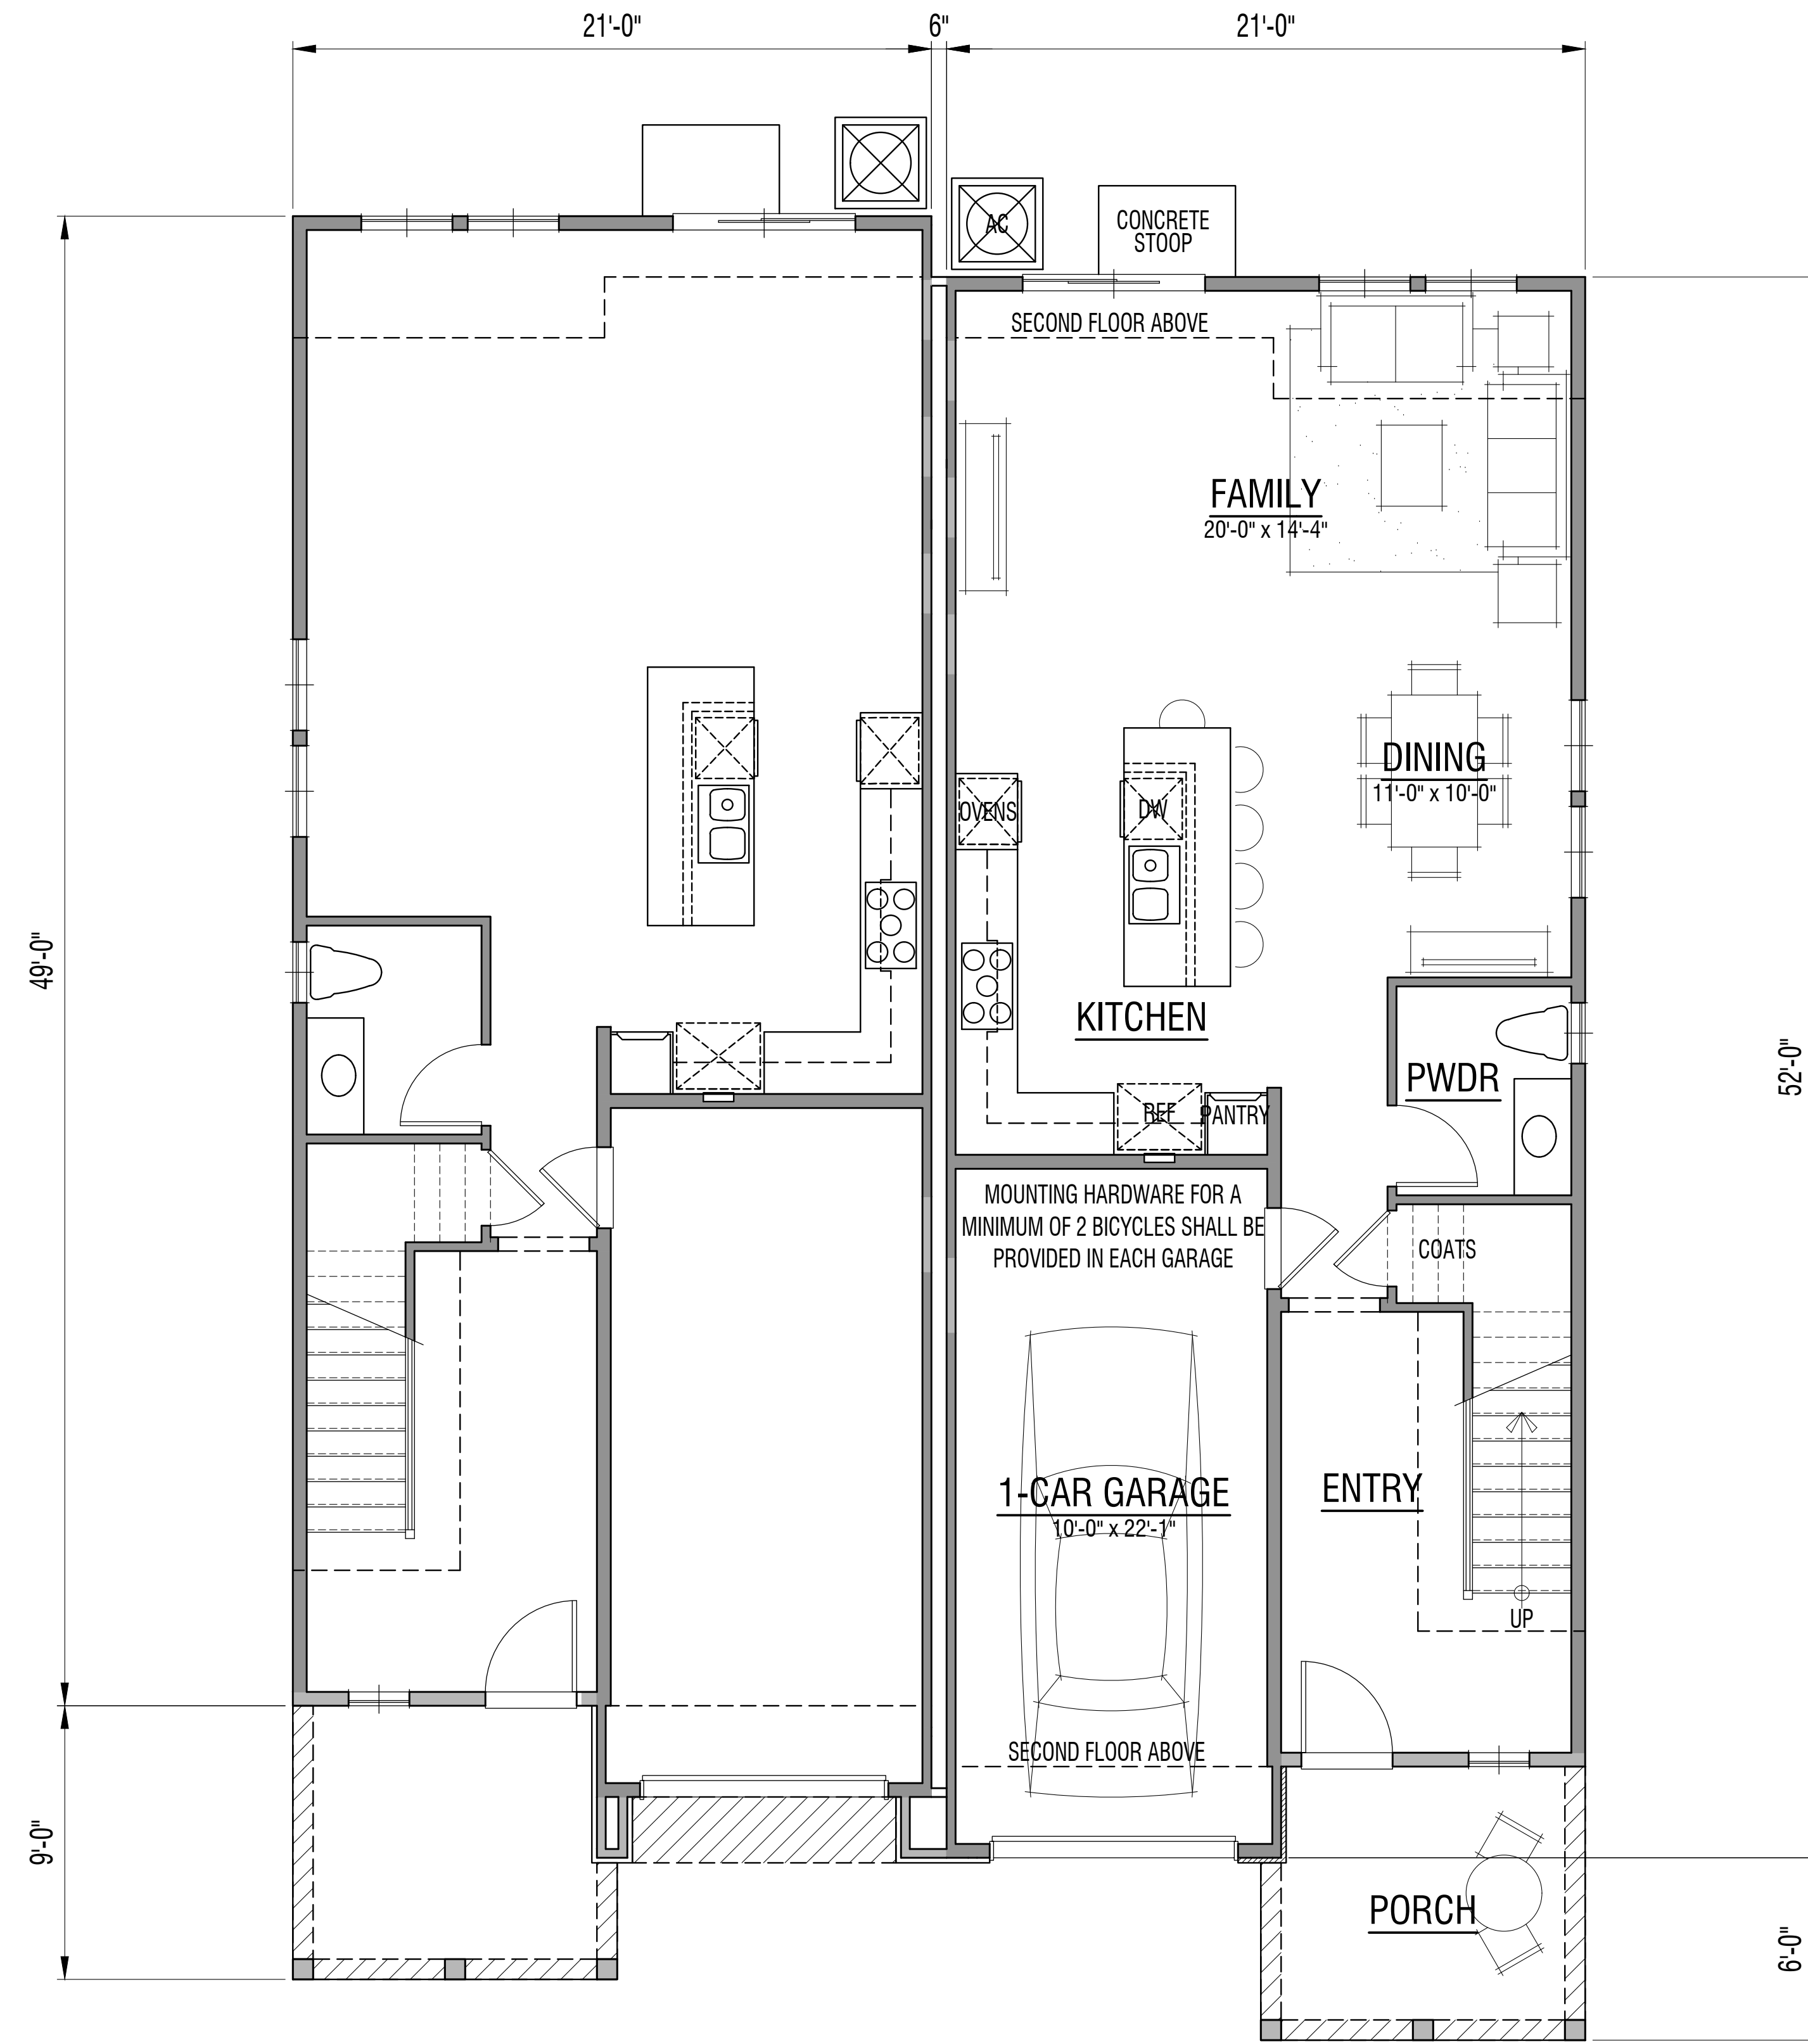 21'-0"
6"
21'-0"
AC
CONCRETE
STOOP
SECOND FLOOR ABOVE
FAMILY
20'-0" x 14'-4"
DINING
11'-0" x 10'-0"
OVENS
DW
49'-0"
KITCHEN
52'-0"
PWDR
REF
PANTRY
MOUNTING HARDWARE FOR A
MINIMUM OF 2 BICYCLES SHALL BE
PROVIDED IN EACH GARAGE
COATS
1-CAR GARAGE
10'-0" x 22'-1"
ENTRY
UP
SECOND FLOOR ABOVE
9'-0"
PORCH
6'-0"